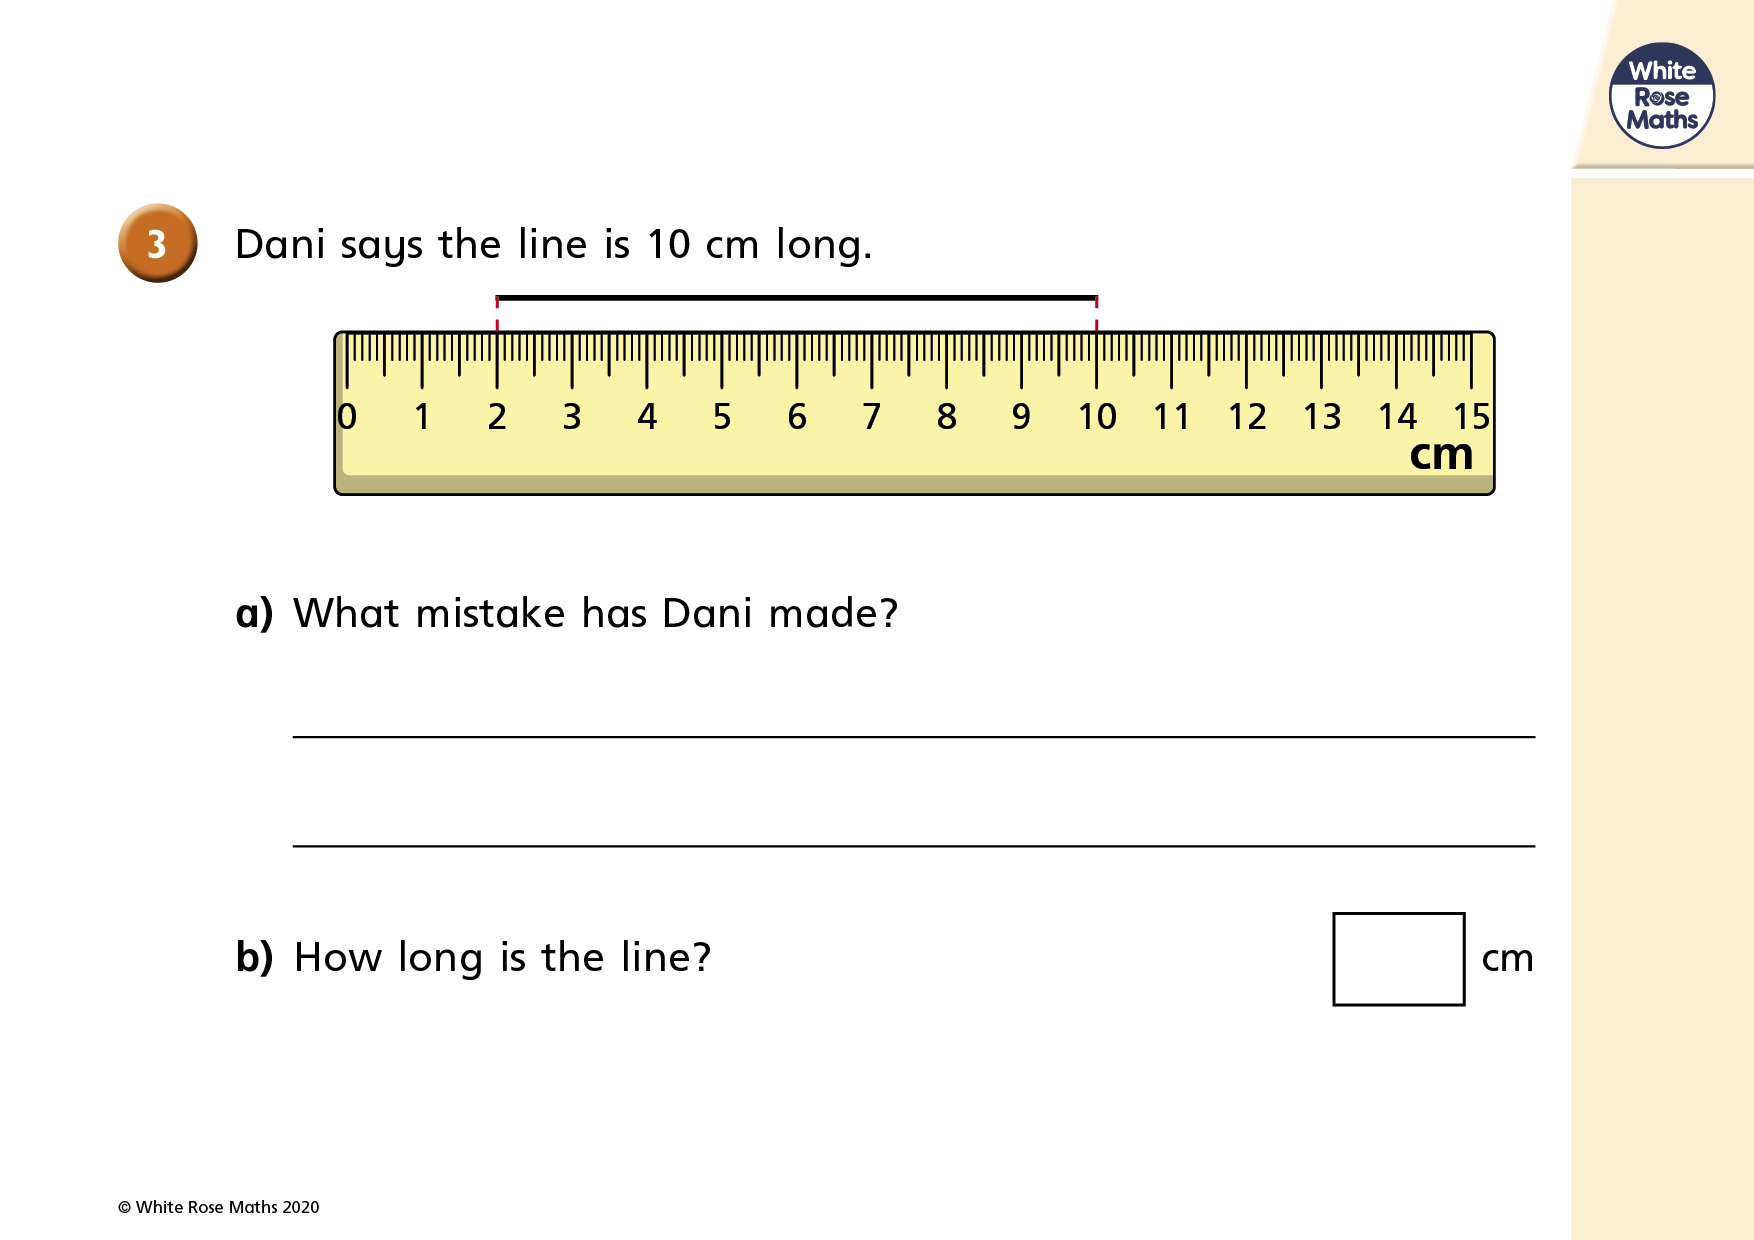 White
Rose
Maths
3 Dani says the line is 10 cm long.
0 1 2 3 4 5 6 7 8 9 10 11 12 13 14 15
cm
a) What mistake has Dani made?
b) How long is the line? cm
© White Rose Maths 2020